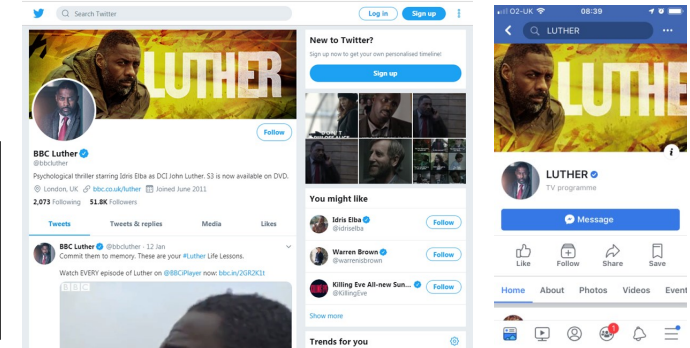 Search Twitter
Log in
Sign up
LUTHER
BBC Luther
@bbcluther
Follow
Psychological thriller starring Idris Elba as DCI John Luther. S3 is now available on DVD.
London, UK bbc.co.uk/luther Joined June 2011
2,073 Following 51.8K Followers
Tweets Tweets & replies Media Likes
BBC Luther @bbcluther · 12 Jan
Commit them to memory. These are your #Luther Life Lessons.
Watch EVERY episode of Luther on @BBCiPlayer now: bbc.in/2GR2K1t
BBC
New to Twitter?
Sign up now to get your own personalised timeline!
Sign up
You might like
Idris Elba
@idriselba
Follow
Warren Brown
@warrenisbrown
Follow
Killing Eve All-new Sun...
@KillingEve
Follow
Show more
Trends for you
O2-UK 08:39
LUTHER
LUTHE
LUTHER
TV programme
Message
Like Follow Share Save
Home About Photos Videos Event
1